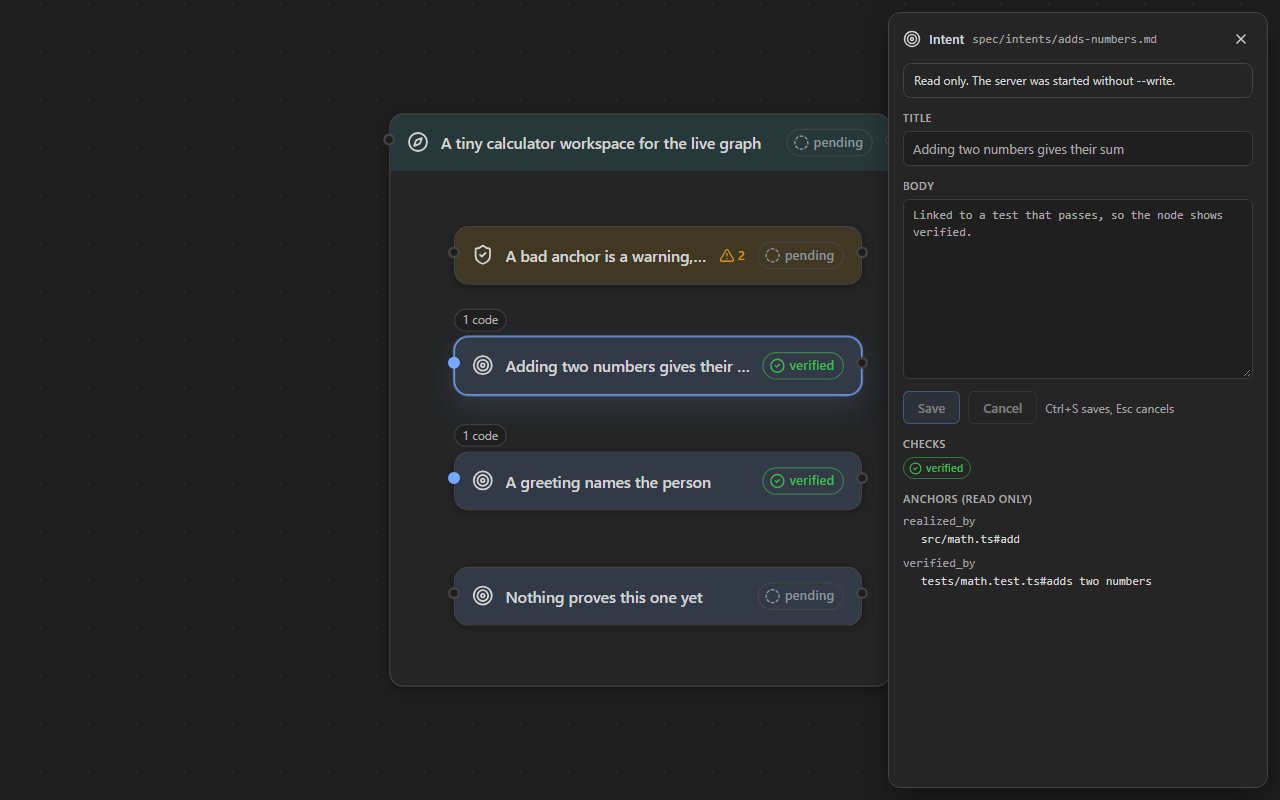 A tiny calculator workspace for the live graph
pending
A bad anchor is a warning,...
2
pending
1 code
Adding two numbers gives their ...
verified
1 code
A greeting names the person
verified
Nothing proves this one yet
pending
Intent spec/intents/adds-numbers.md
Read only. The server was started without --write.
TITLE
Adding two numbers gives their sum
BODY
Linked to a test that passes, so the node shows
verified.
Save Cancel Ctrl+S saves, Esc cancels
CHECKS
verified
ANCHORS (READ ONLY)
realized_by
src/math.ts#add
verified_by
tests/math.test.ts#adds two numbers